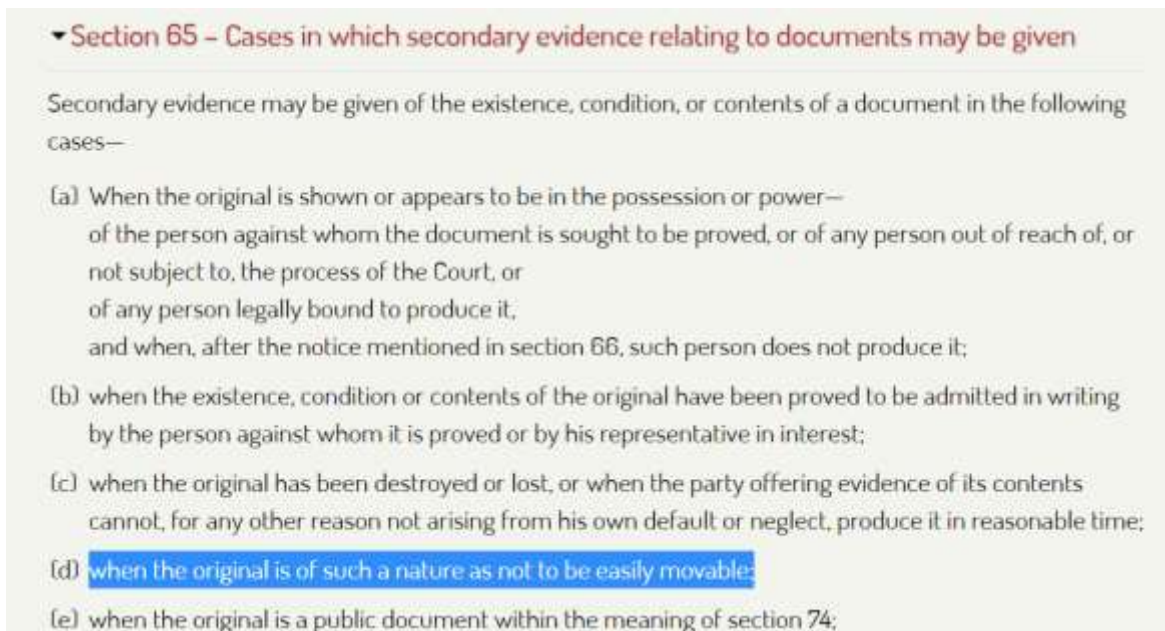 Section 65 – Cases in which secondary evidence relating to documents may be given
Secondary evidence may be given of the existence, condition, or contents of a document in the following
cases—
(a) When the original is shown or appears to be in the possession or power—
of the person against whom the document is sought to be proved, or of any person out of reach of, or
not subject to, the process of the Court, or
of any person legally bound to produce it,
and when, after the notice mentioned in section 66, such person does not produce it;
(b) when the existence, condition or contents of the original have been proved to be admitted in writing
by the person against whom it is proved or by his representative in interest;
(c) when the original has been destroyed or lost, or when the party offering evidence of its contents
cannot, for any other reason not arising from his own default or neglect, produce it in reasonable time;
(d) when the original is of such a nature as not to be easily movable;
(e) when the original is a public document within the meaning of section 74;